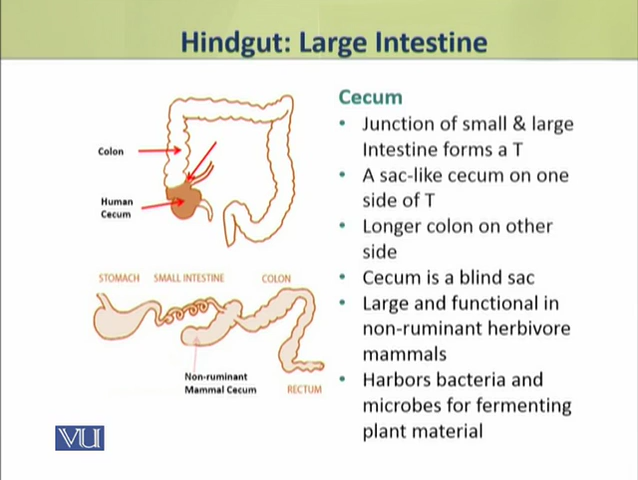 Hindgut: Large Intestine
Colon
Human
Cecum
STOMACH SMALL INTESTINE COLON
Non-ruminant
Mammal Cecum
RECTUM
VU
Cecum
• Junction of small & large
Intestine forms a T
• A sac-like cecum on one
side of T
• Longer colon on other
side
• Cecum is a blind sac
• Large and functional in
non-ruminant herbivore
mammals
• Harbors bacteria and
microbes for fermenting
plant material